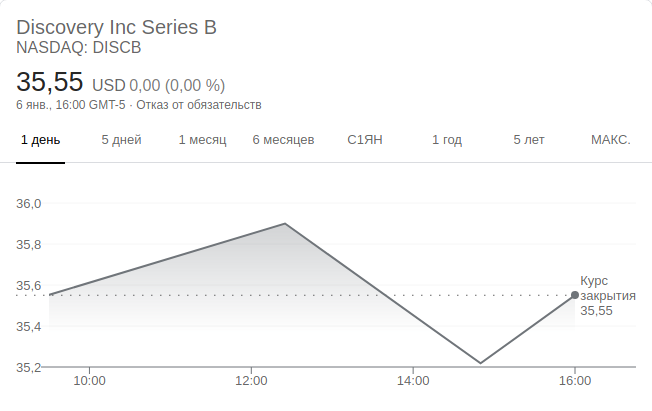 Discovery Inc Series B
NASDAQ: DISCB
35,55 USD 0,00 (0,00 %)
6 янв., 16:00 GMT-5 · Отказ от обязательств
1 день 5 дней 1 месяц 6 месяцев С1ЯН 1 год 5 лет МАКС.
36,0
35,8
35,6
35,4
35,2
Курс
закрытия
35,55
10:00 12:00 14:00 16:00